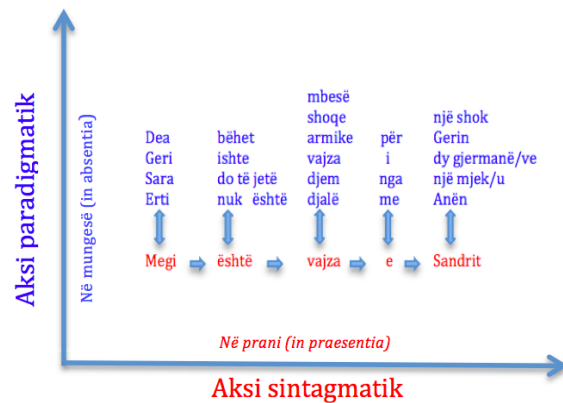 Aksi paradigmatik
Në mungesë (in absentia)
mbesë
shoqe një shok
Dea bëhet armike për Gerin
Geri ishte vajza i dy gjermanë/ve
Sara do të jetë djem nga një mjek/u
Erti nuk është djalë me Anën
Megi është vajza e Sandrit
Në prani (in praesentia)
Aksi sintagmatik